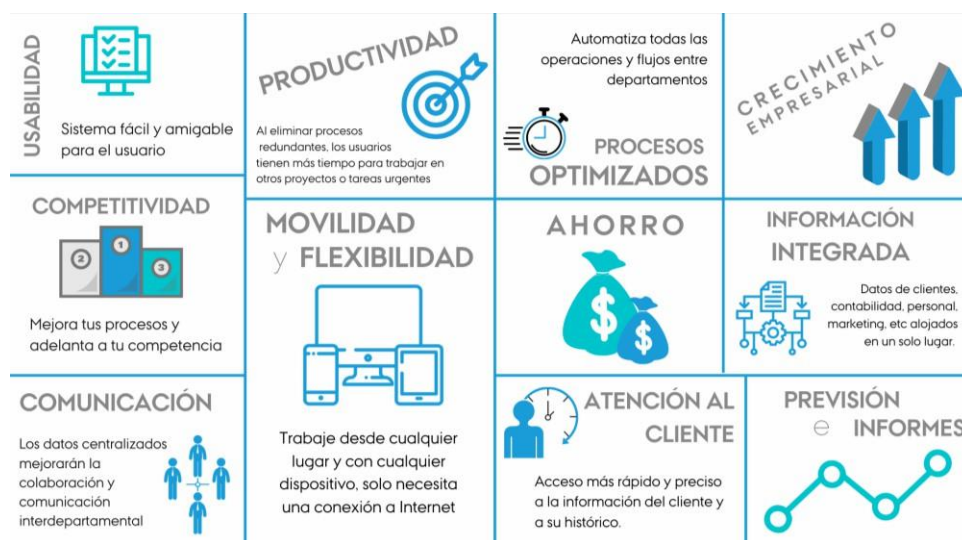 USABILIDAD
Sistema fácil y amigable
para el usuario
PRODUCTIVIDAD
Al eliminar procesos
redundantes, los usuarios
tienen más tiempo para trabajar en
otros proyectos o tareas urgentes
Automatiza todas las
operaciones y flujos entre
departamentos
PROCESOS
OPTIMIZADOS
CRECIMIENTO
EMPRESARIAL
COMPETITIVIDAD
2
1
3
Mejora tus procesos y
adelanta a tu competencia
MOVILIDAD
y FLEXIBILIDAD
Trabaje desde cualquier
lugar y con cualquier
dispositivo, solo necesita
una conexión a Internet
AHORRO
$
$
INFORMACIÓN
INTEGRADA
Datos de clientes,
contabilidad, personal,
marketing, etc alojados
en un solo lugar.
COMUNICACIÓN
Los datos centralizados
mejorarán la
colaboración y
comunicación
interdepartamental
ATENCIÓN AL
CLIENTE
Acceso más rápido y preciso
a la información del cliente y
a su histórico.
PREVISIÓN
e INFORMES